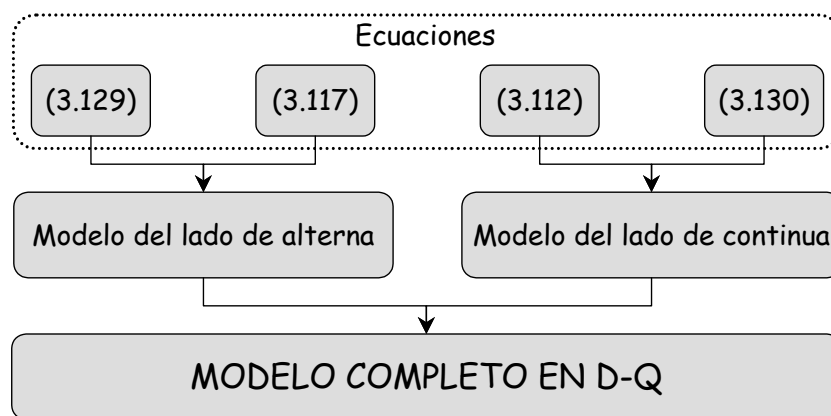 Ecuaciones
(3.129) (3.117) (3.112) (3.130)
Modelo del lado de alterna Modelo del lado de continua
MODELO COMPLETO EN D-Q